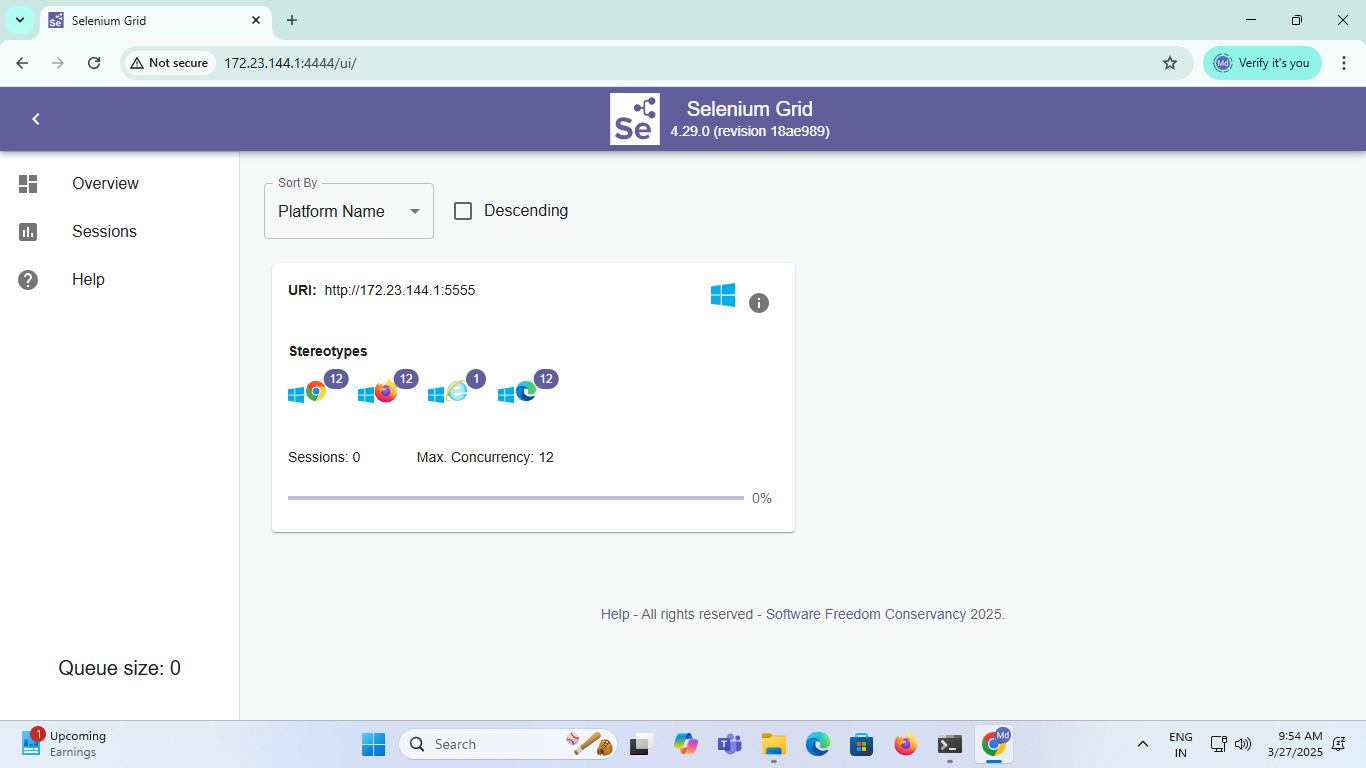 Selenium Grid
Not secure
172.23.144.1:4444/ui/
Md
Verify it's you
Se
Selenium Grid
4.29.0 (revision 18ae989)
Overview
Sessions
Help
Queue size: 0
Sort By
Platform Name
Descending
URI: http://172.23.144.1:5555
Stereotypes
12
12
1
12
Sessions: 0
Max. Concurrency: 12
0%
Help - All rights reserved - Software Freedom Conservancy 2025.
1
Upcoming
Earnings
Search
Md
ENG
IN
9:54 AM
3/27/2025